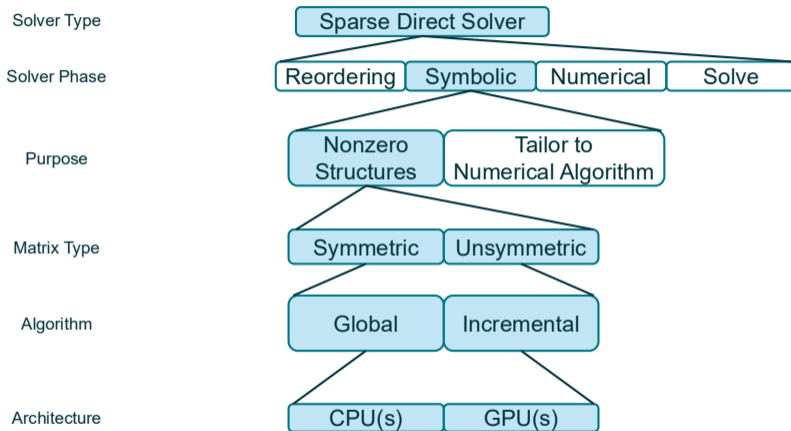 Solver Type
Sparse Direct Solver
Solver Phase
Reordering
Symbolic
Numerical
Solve
Purpose
Nonzero
Structures
Tailor to
Numerical Algorithm
Matrix Type
Symmetric
Unsymmetric
Algorithm
Global
Incremental
Architecture
CPU(s)
GPU(s)